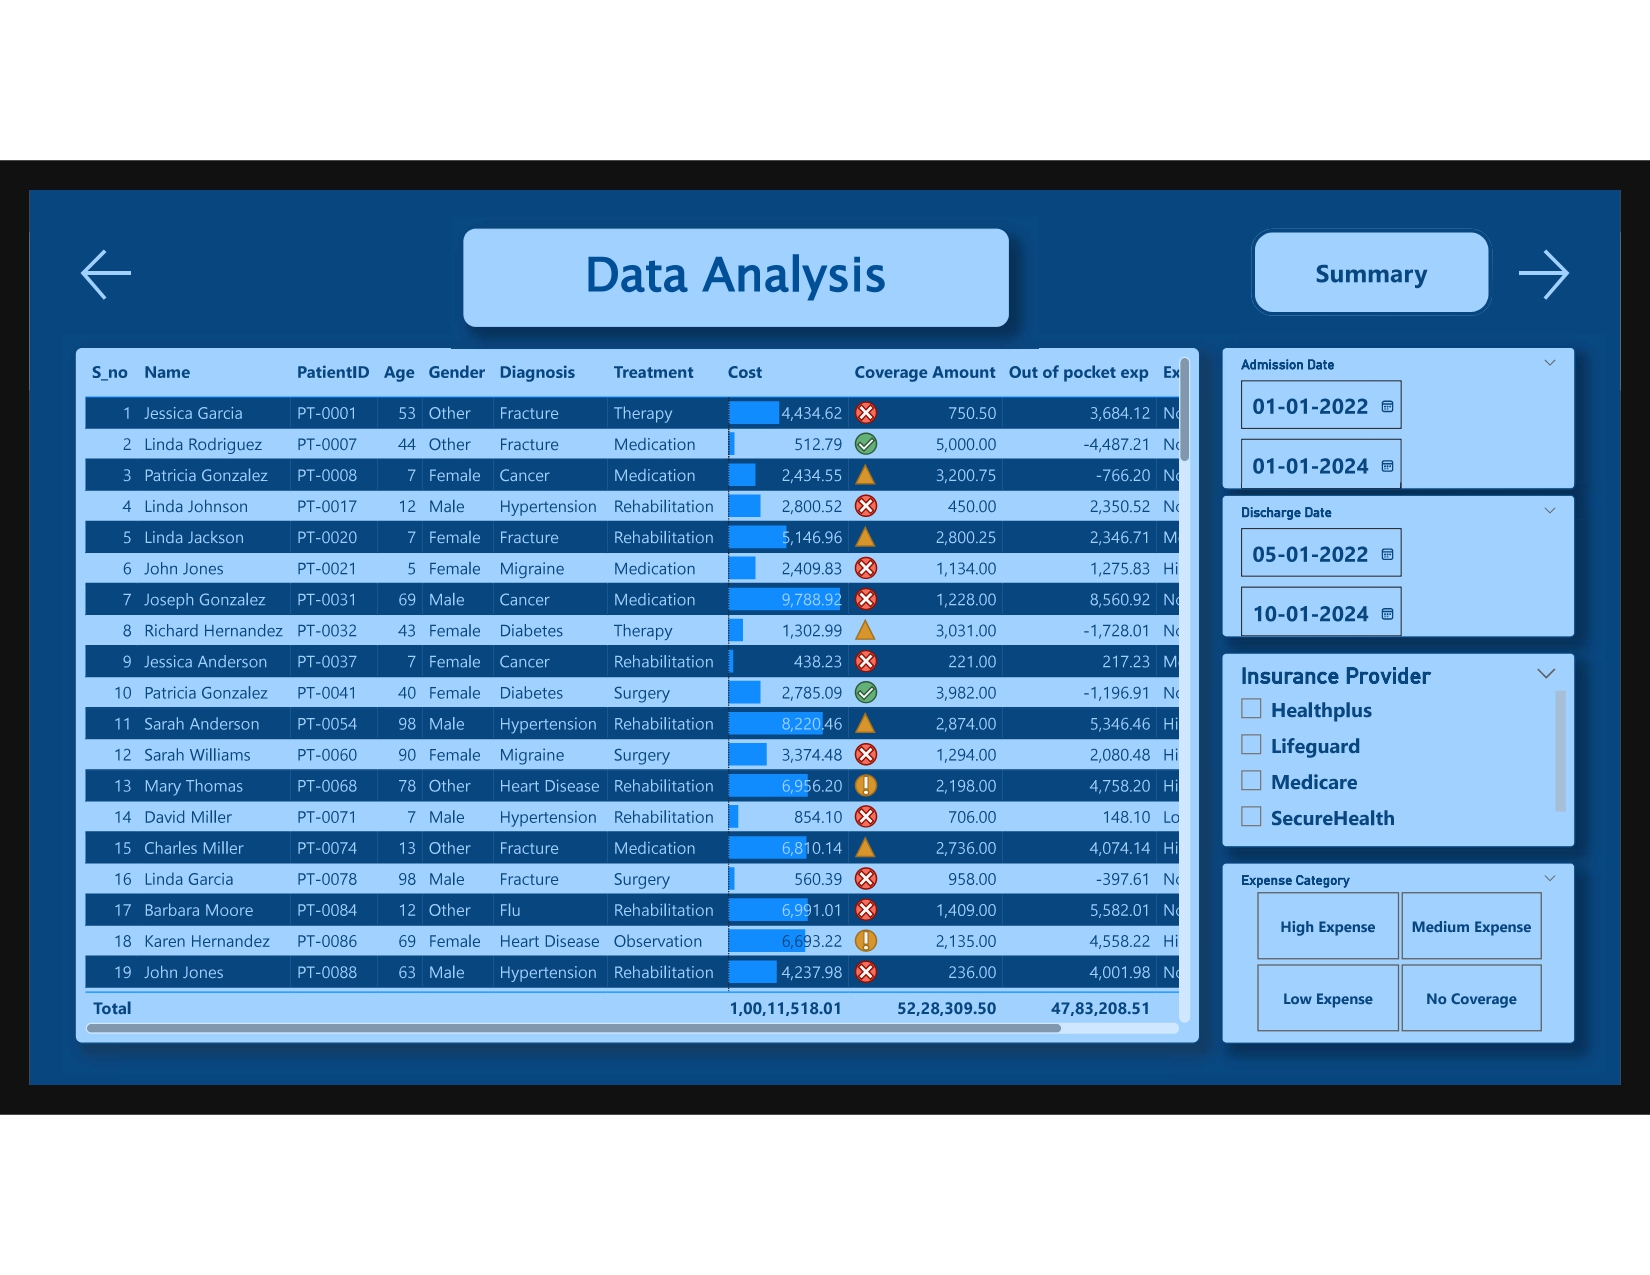 Data Analysis
Summary
S_no Name PatientID Age Gender Diagnosis Treatment Cost Coverage Amount Out of pocket exp Ex
1 Jessica Garcia PT-0001 53 Other Fracture Therapy 4,434.62 750.50 3,684.12 No
2 Linda Rodriguez PT-0007 44 Other Fracture Medication 512.79 5,000.00 -4,487.21 No
3 Patricia Gonzalez PT-0008 7 Female Cancer Medication 2,434.55 3,200.75 -766.20 No
4 Linda Johnson PT-0017 12 Male Hypertension Rehabilitation 2,800.52 450.00 2,350.52 No
5 Linda Jackson PT-0020 7 Female Fracture Rehabilitation 5,146.96 2,800.25 2,346.71 Me
6 John Jones PT-0021 5 Female Migraine Medication 2,409.83 1,134.00 1,275.83 Hi
7 Joseph Gonzalez PT-0031 69 Male Cancer Medication 9,788.92 1,228.00 8,560.92 No
8 Richard Hernandez PT-0032 43 Female Diabetes Therapy 1,302.99 3,031.00 -1,728.01 No
9 Jessica Anderson PT-0037 7 Female Cancer Rehabilitation 438.23 221.00 217.23 Me
10 Patricia Gonzalez PT-0041 40 Female Diabetes Surgery 2,785.09 3,982.00 -1,196.91 No
11 Sarah Anderson PT-0054 98 Male Hypertension Rehabilitation 8,220.46 2,874.00 5,346.46 Hi
12 Sarah Williams PT-0060 90 Female Migraine Surgery 3,374.48 1,294.00 2,080.48 Hi
13 Mary Thomas PT-0068 78 Other Heart Disease Rehabilitation 6,956.20 2,198.00 4,758.20 Hi
14 David Miller PT-0071 7 Male Hypertension Rehabilitation 854.10 706.00 148.10 Lo
15 Charles Miller PT-0074 13 Other Fracture Medication 6,810.14 2,736.00 4,074.14 Hi
16 Linda Garcia PT-0078 98 Male Fracture Surgery 560.39 958.00 -397.61 No
17 Barbara Moore PT-0084 12 Other Flu Rehabilitation 6,991.01 1,409.00 5,582.01 No
18 Karen Hernandez PT-0086 69 Female Heart Disease Observation 6,693.22 2,135.00 4,558.22 Hi
19 John Jones PT-0088 63 Male Hypertension Rehabilitation 4,237.98 236.00 4,001.98 No
Total 1,00,11,518.01 52,28,309.50 47,83,208.51
Admission Date
01-01-2022
01-01-2024
Discharge Date
05-01-2022
10-01-2024
Insurance Provider
Healthplus
Lifeguard
Medicare
SecureHealth
Expense Category
High Expense Medium Expense
Low Expense No Coverage